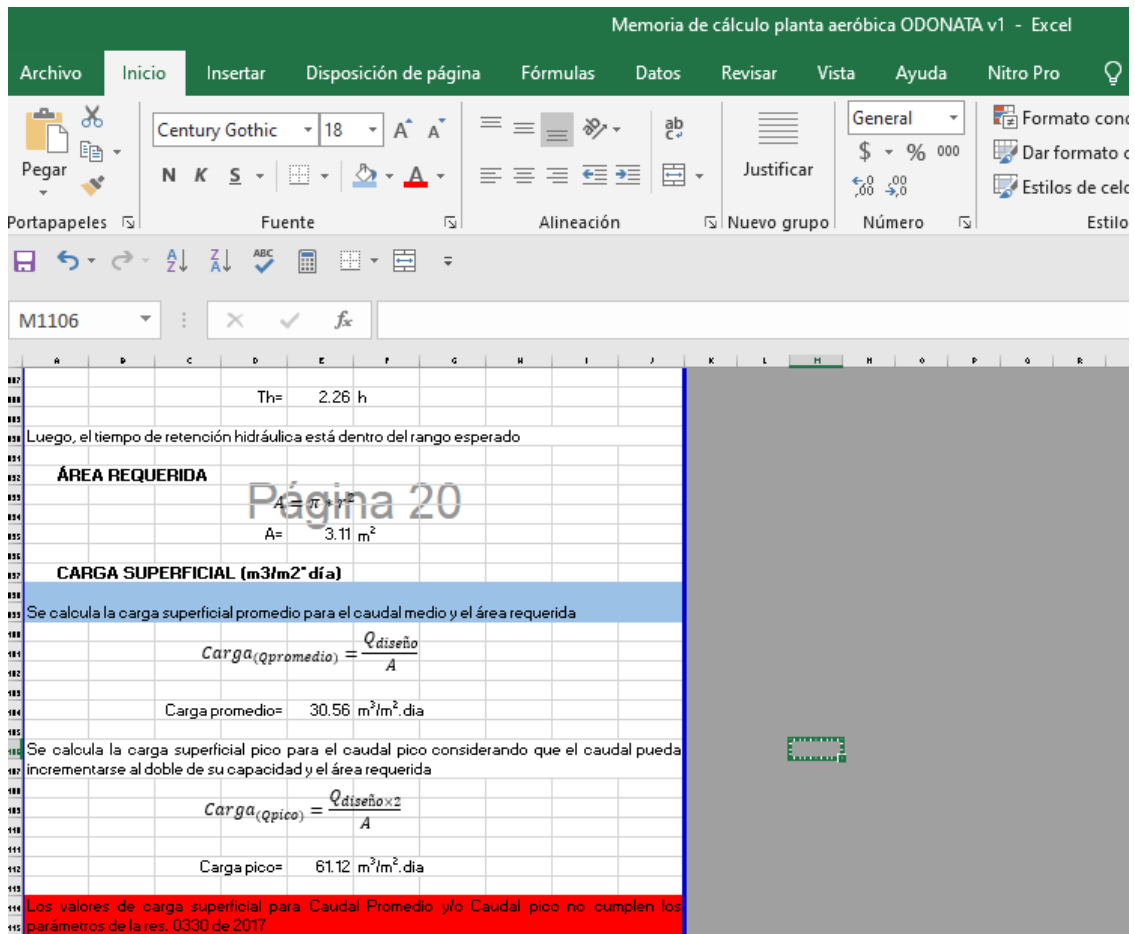 Memoria de cálculo planta aeróbica ODONATA v1 - Excel
Archivo Inicio Insertar Disposición de página Fórmulas Datos Revisar Vista Ayuda Nitro Pro
Pegar Century Gothic 18 A A ab Justificar General Formato cond
N K S A $ % 000 Dar formato c
Estilos de celd
Portapapeles Fuente Alineación Nuevo grupo Número Estilo
M1106 fx
A B C D E F G H I J K L M N O P Q R
Th= 2.26 h
Luego, el tiempo de retención hidráulica está dentro del rango esperado
ÁREA REQUERIDA
Página 20
A = π * r²
A= 3.11 m²
CARGA SUPERFICIAL (m3/m2*día)
Se calcula la carga superficial promedio para el caudal medio y el área requerida
Carga(Qpromedio) = Qdiseño / A
Carga promedio= 30.56 m³/m².dia
Se calcula la carga superficial pico para el caudal pico considerando que el caudal pueda
incrementarse al doble de su capacidad y el área requerida
Carga(Qpico) = Qdiseño×2 / A
Carga pico= 61.12 m³/m².dia
Los valores de carga superficial para Caudal Promedio y/o Caudal pico no cumplen los
parámetros de la res. 0330 de 2017